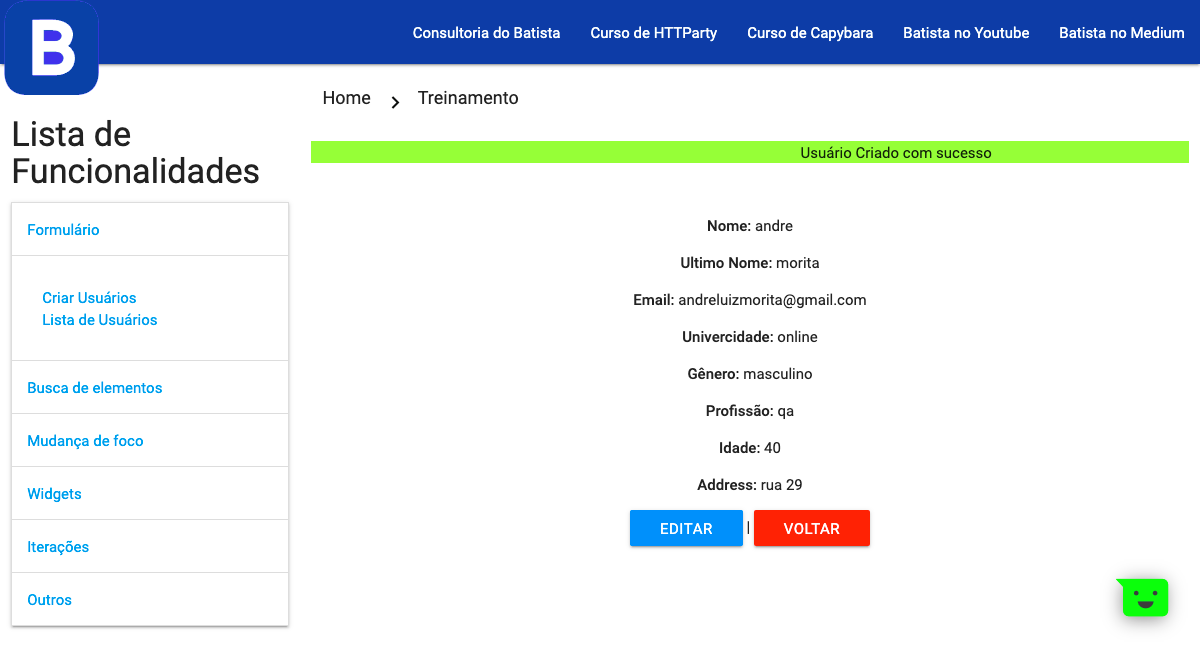 B
Consultoria do Batista
Curso de HTTParty
Curso de Capybara
Batista no Youtube
Batista no Medium
Home
Treinamento
Lista de
Funcionalidades
Formulário
Criar Usuários
Lista de Usuários
Busca de elementos
Mudança de foco
Widgets
Iterações
Outros
Usuário Criado com sucesso
Nome: andre
Ultimo Nome: morita
Email: andreluizmorita@gmail.com
Univercidade: online
Gênero: masculino
Profissão: qa
Idade: 40
Address: rua 29
EDITAR | VOLTAR